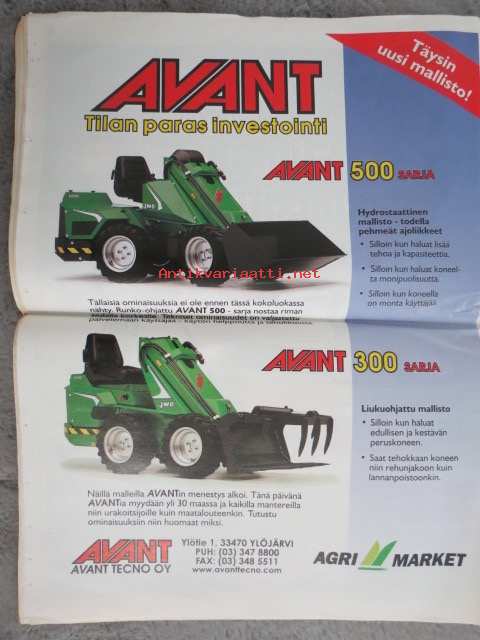 Täysin
uusi mallisto!
AVANT
Tilan paras investointi
AVANT 500 SARJA
Hydrostaattinen
mallisto - todella
pehmeät ajoliikkeet
• Silloin kun haluat lisää
tehoa ja kapasiteettia.
• Silloin kun haluat koneel-
ta monipuolisuutta.
• Silloin kun koneella
on monta käyttäjää
JWD
Antikvariaatti.net
Tällaisia ominaisuuksia ei ole ennen tässä kokoluokassa
nähty. Runko-ohjattu AVANT 500 - sarja nostaa riman
käyttäjää - käytön helppoutta ja
AVANT 300 SARJA
Liukuohjattu mallisto
• Silloin kun haluat
edullisen ja kestävän
peruskoneen.
• Saat tehokkaan koneen
niin rehunjakoon kuin
lannanpoistoonkin.
JWD
Näillä malleilla AVANTin menestys alkoi. Tänä päivänä
AVANTia myydään yli 30 maassa ja kaikilla mantereilla
niin urakoitsijoille kuin maatalouteenkin. Tutustu
ominaisuuksiin niin huomaat miksi.
AVANT
AVANT TECNO OY
Ylötie 1, 33470 YLÖJÄRVI
PUH: (03) 347 8800
FAX: (03) 348 5511
www.avanttecno.com
AGRI MARKET